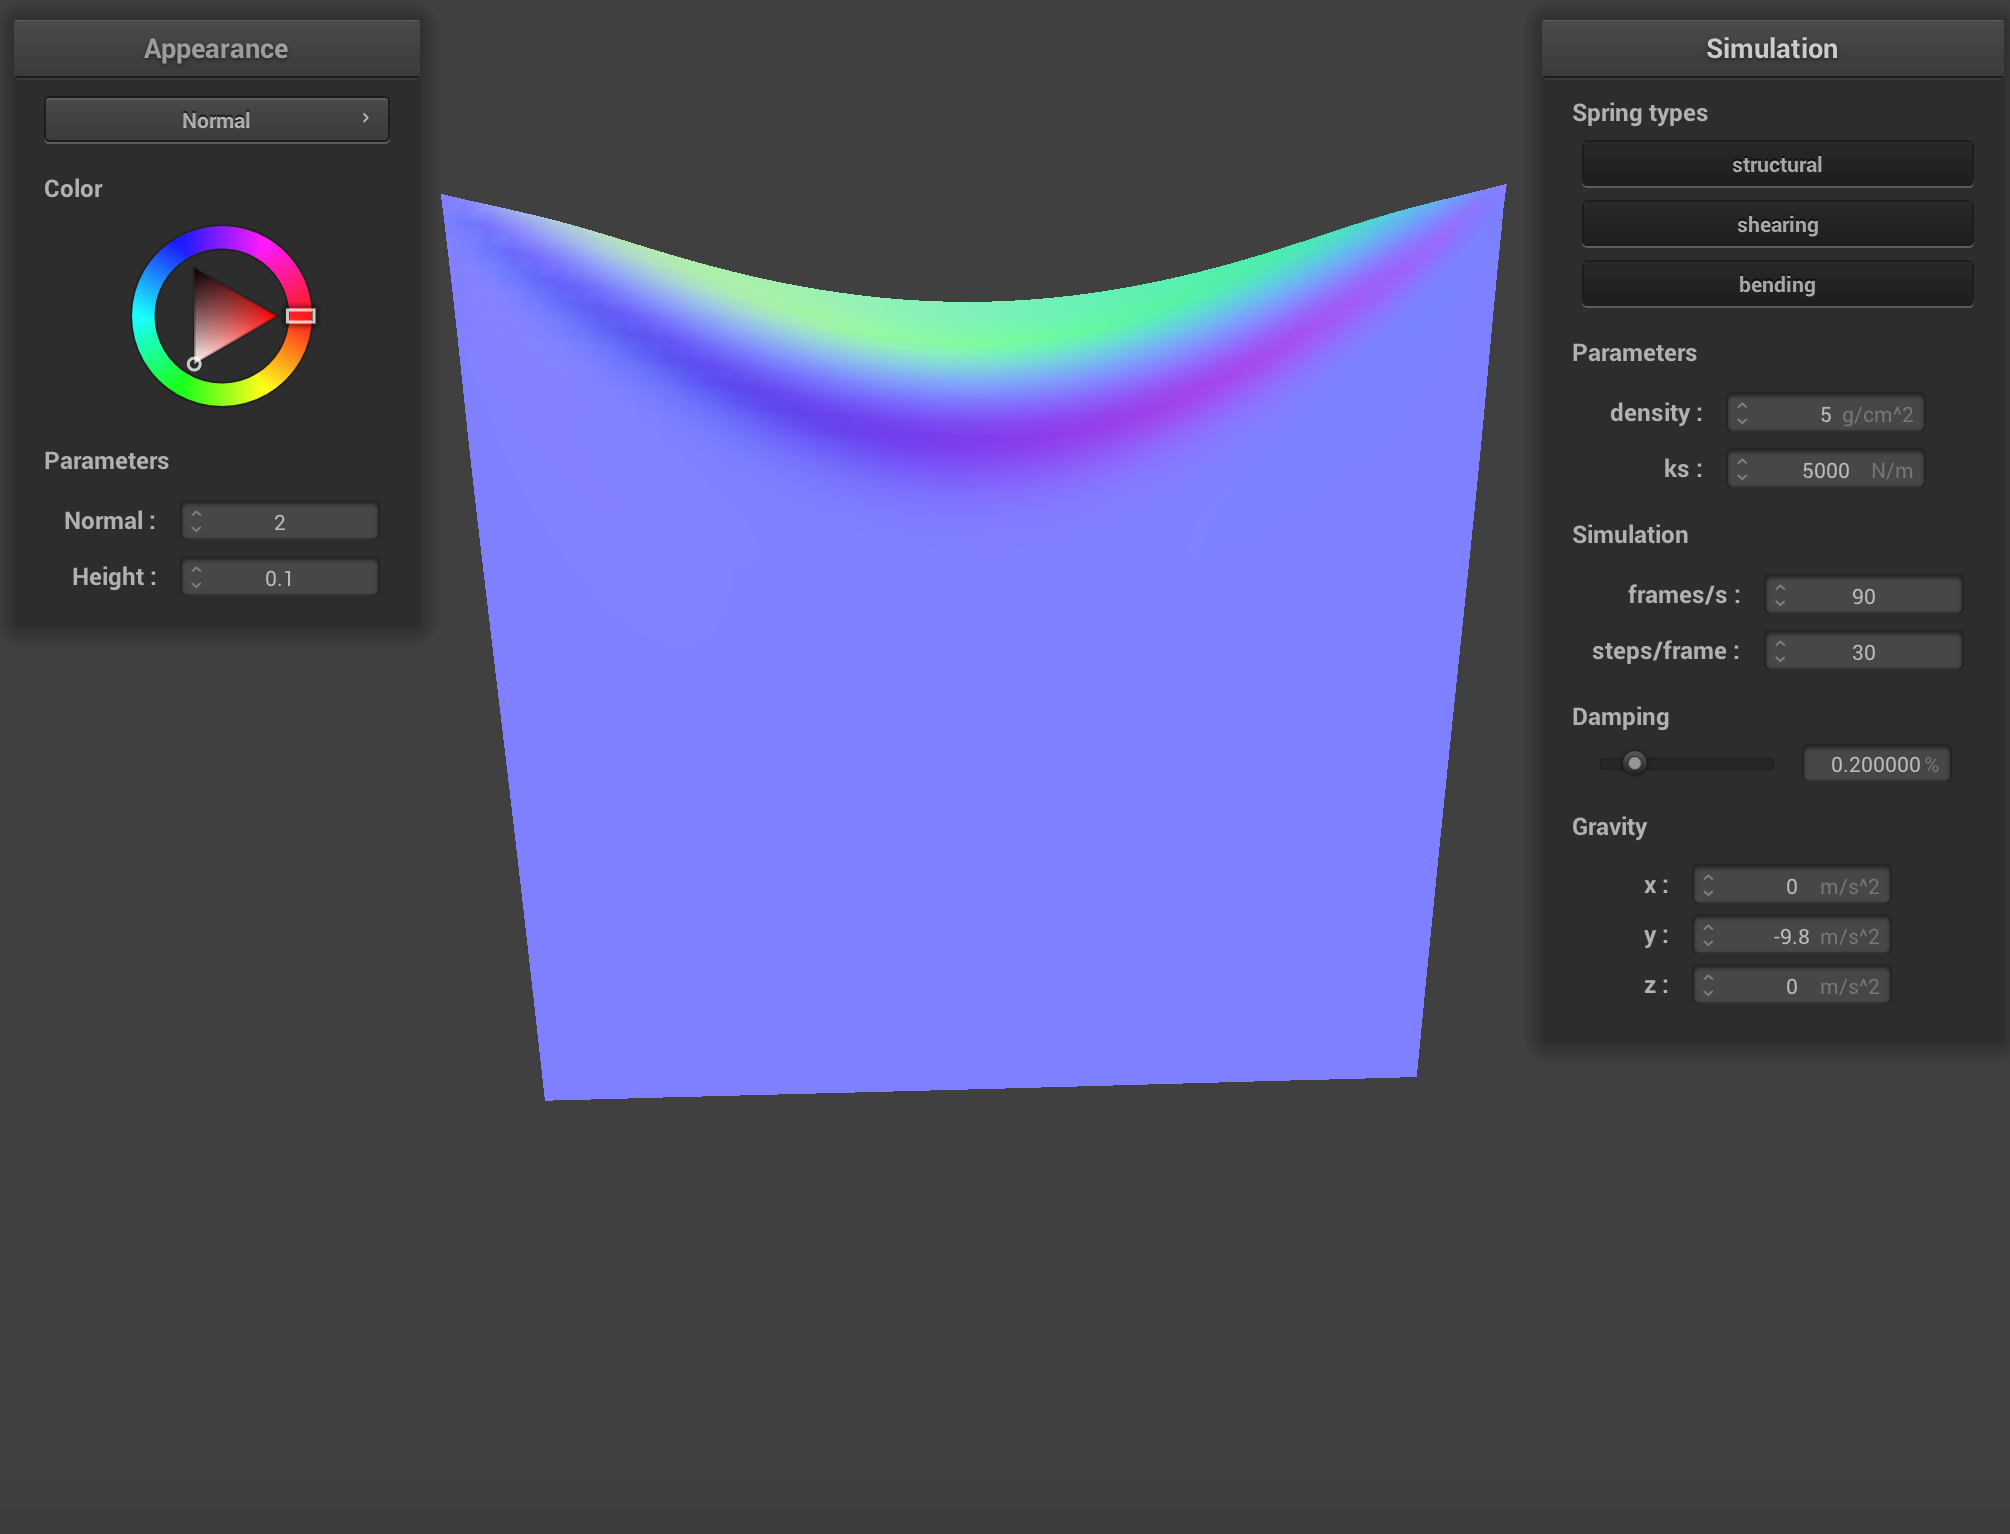 Appearance
Normal
Color
Parameters
Normal : 2
Height : 0.1
Simulation
Spring types
structural
shearing
bending
Parameters
density : 5 g/cm^2
ks : 5000 N/m
Simulation
frames/s : 90
steps/frame : 30
Damping
0.200000 %
Gravity
x : 0 m/s^2
y : -9.8 m/s^2
z : 0 m/s^2